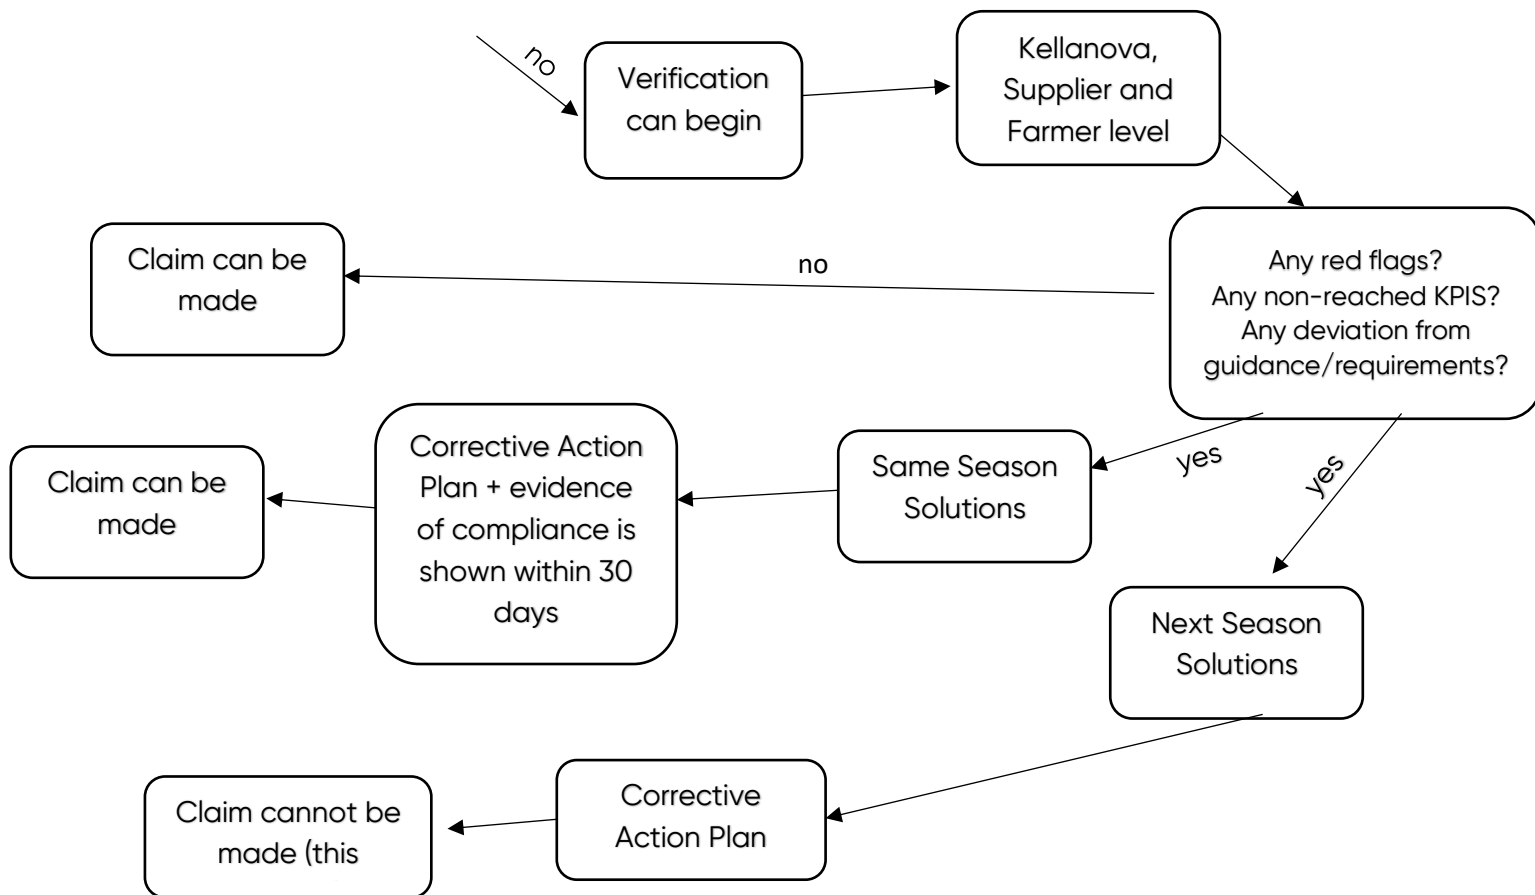 no
Verification
can begin
Kellanova,
Supplier and
Farmer level
Claim can be
made
no
Any red flags?
Any non-reached KPIS?
Any deviation from
guidance/requirements?
Claim can be
made
Corrective Action
Plan + evidence
of compliance is
shown within 30
days
Same Season
Solutions
yes
yes
Next Season
Solutions
Claim cannot be
made (this
Corrective
Action Plan